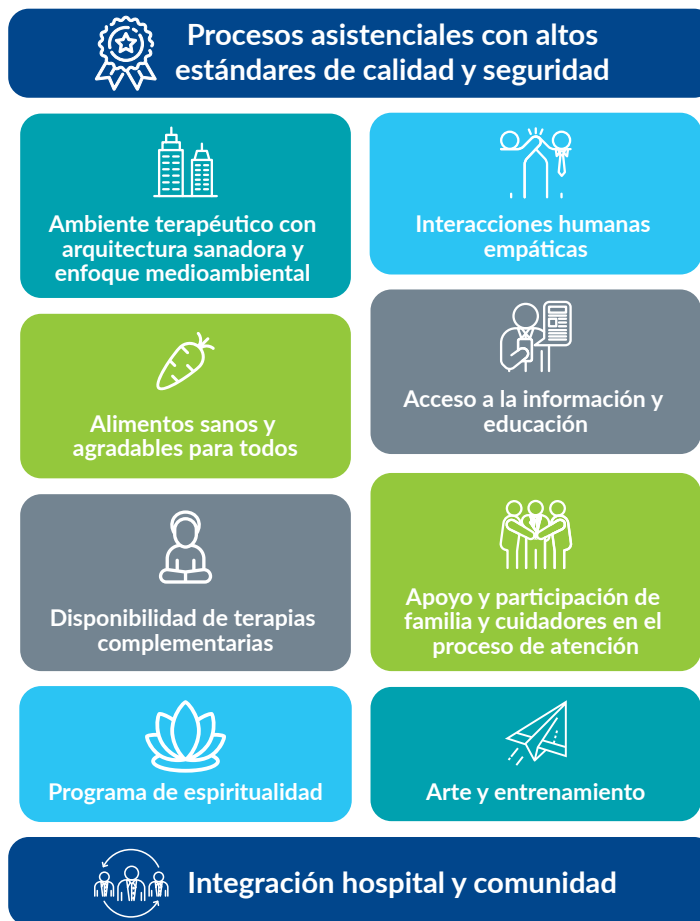 Procesos asistenciales con altos
estándares de calidad y seguridad
Ambiente terapéutico con
arquitectura sanadora y
enfoque medioambiental
Interacciones humanas
empáticas
Alimentos sanos y
agradables para todos
Acceso a la información y
educación
Disponibilidad de terapias
complementarias
Apoyo y participación de
familia y cuidadores en el
proceso de atención
Programa de espiritualidad
Arte y entrenamiento
Integración hospital y comunidad